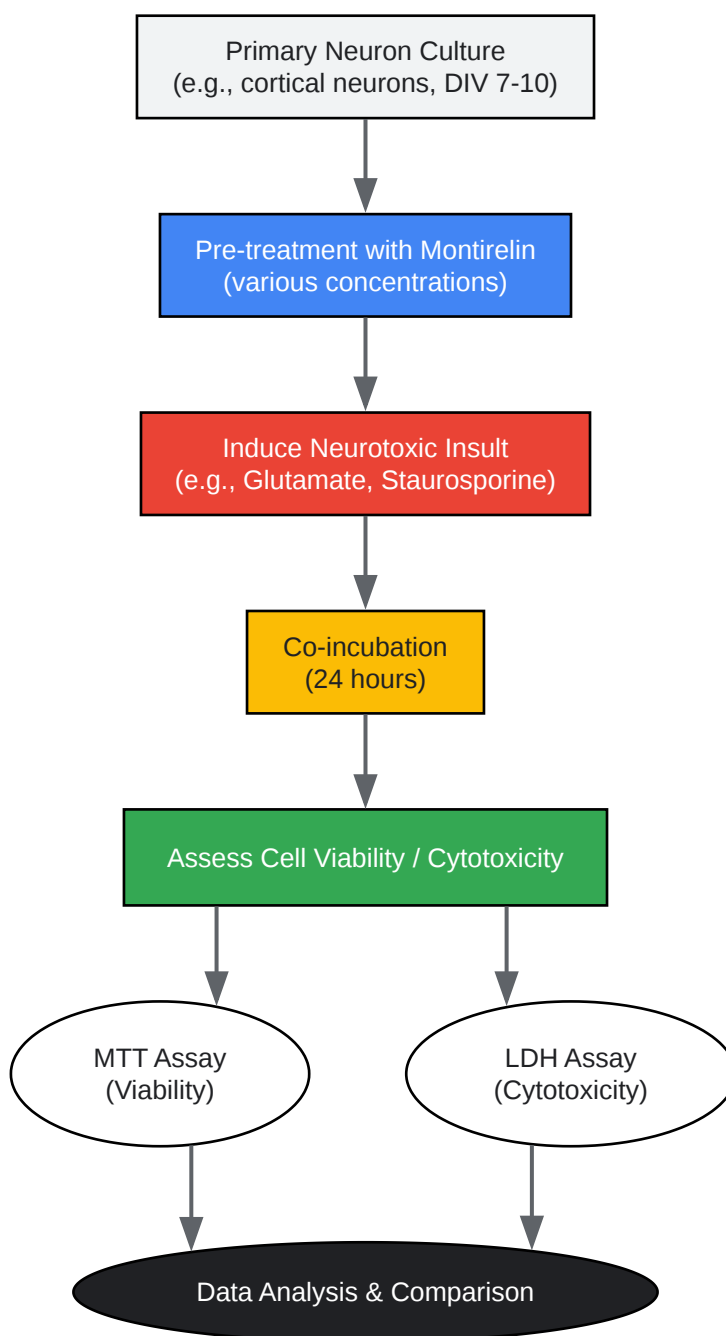 Primary Neuron Culture
(e.g., cortical neurons, DIV 7-10)
Pre-treatment with Montirelin
(various concentrations)
Induce Neurotoxic Insult
(e.g., Glutamate, Staurosporine)
Co-incubation
(24 hours)
Assess Cell Viability / Cytotoxicity
MTT Assay
(Viability)
LDH Assay
(Cytotoxicity)
Data Analysis & Comparison